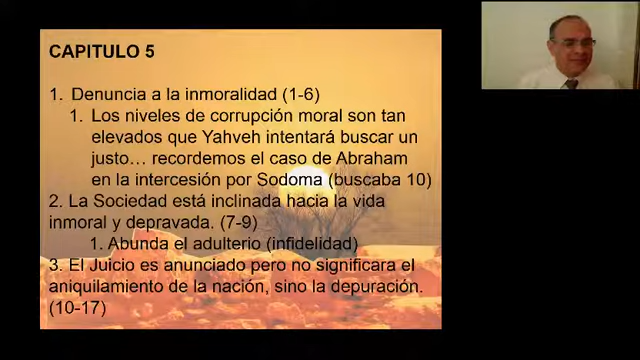 CAPITULO 5
1. Denuncia a la inmoralidad (1-6)
1. Los niveles de corrupción moral son tan
elevados que Yahveh intentará buscar un
justo… recordemos el caso de Abraham
en la intercesión por Sodoma (buscaba 10)
2. La Sociedad está inclinada hacia la vida
inmoral y depravada. (7-9)
1. Abunda el adulterio (infidelidad)
3. El Juicio es anunciado pero no significara el
aniquilamiento de la nación, sino la depuración.
(10-17)